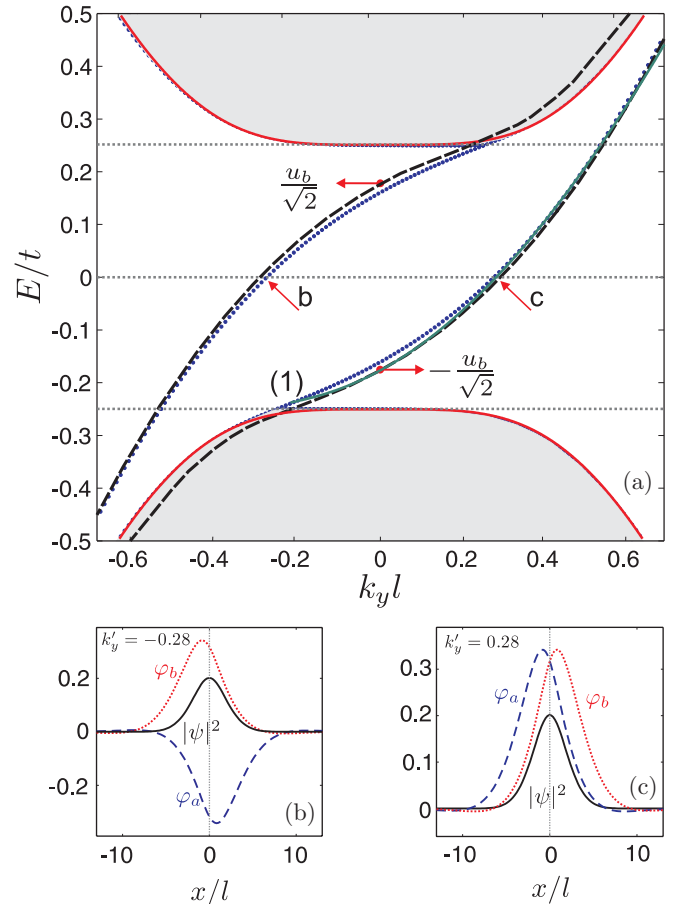 0.5
0.4
0.3
0.2
0.1
0
-0.1
-0.2
-0.3
-0.4
-0.5
E/t
u_b/√2
b
c
(1)
−u_b/√2
(a)
-0.6 -0.4 -0.2 0 0.2 0.4 0.6
k_y l
k′_y = −0.28
φ_b
0.2
0
|ψ|²
-0.2
φ_a
(b)
-10 0 10
x/l
k′_y = 0.28
0.3
φ_a φ_b
0.2
0.1
|ψ|²
(c)
0
-10 0 10
x/l